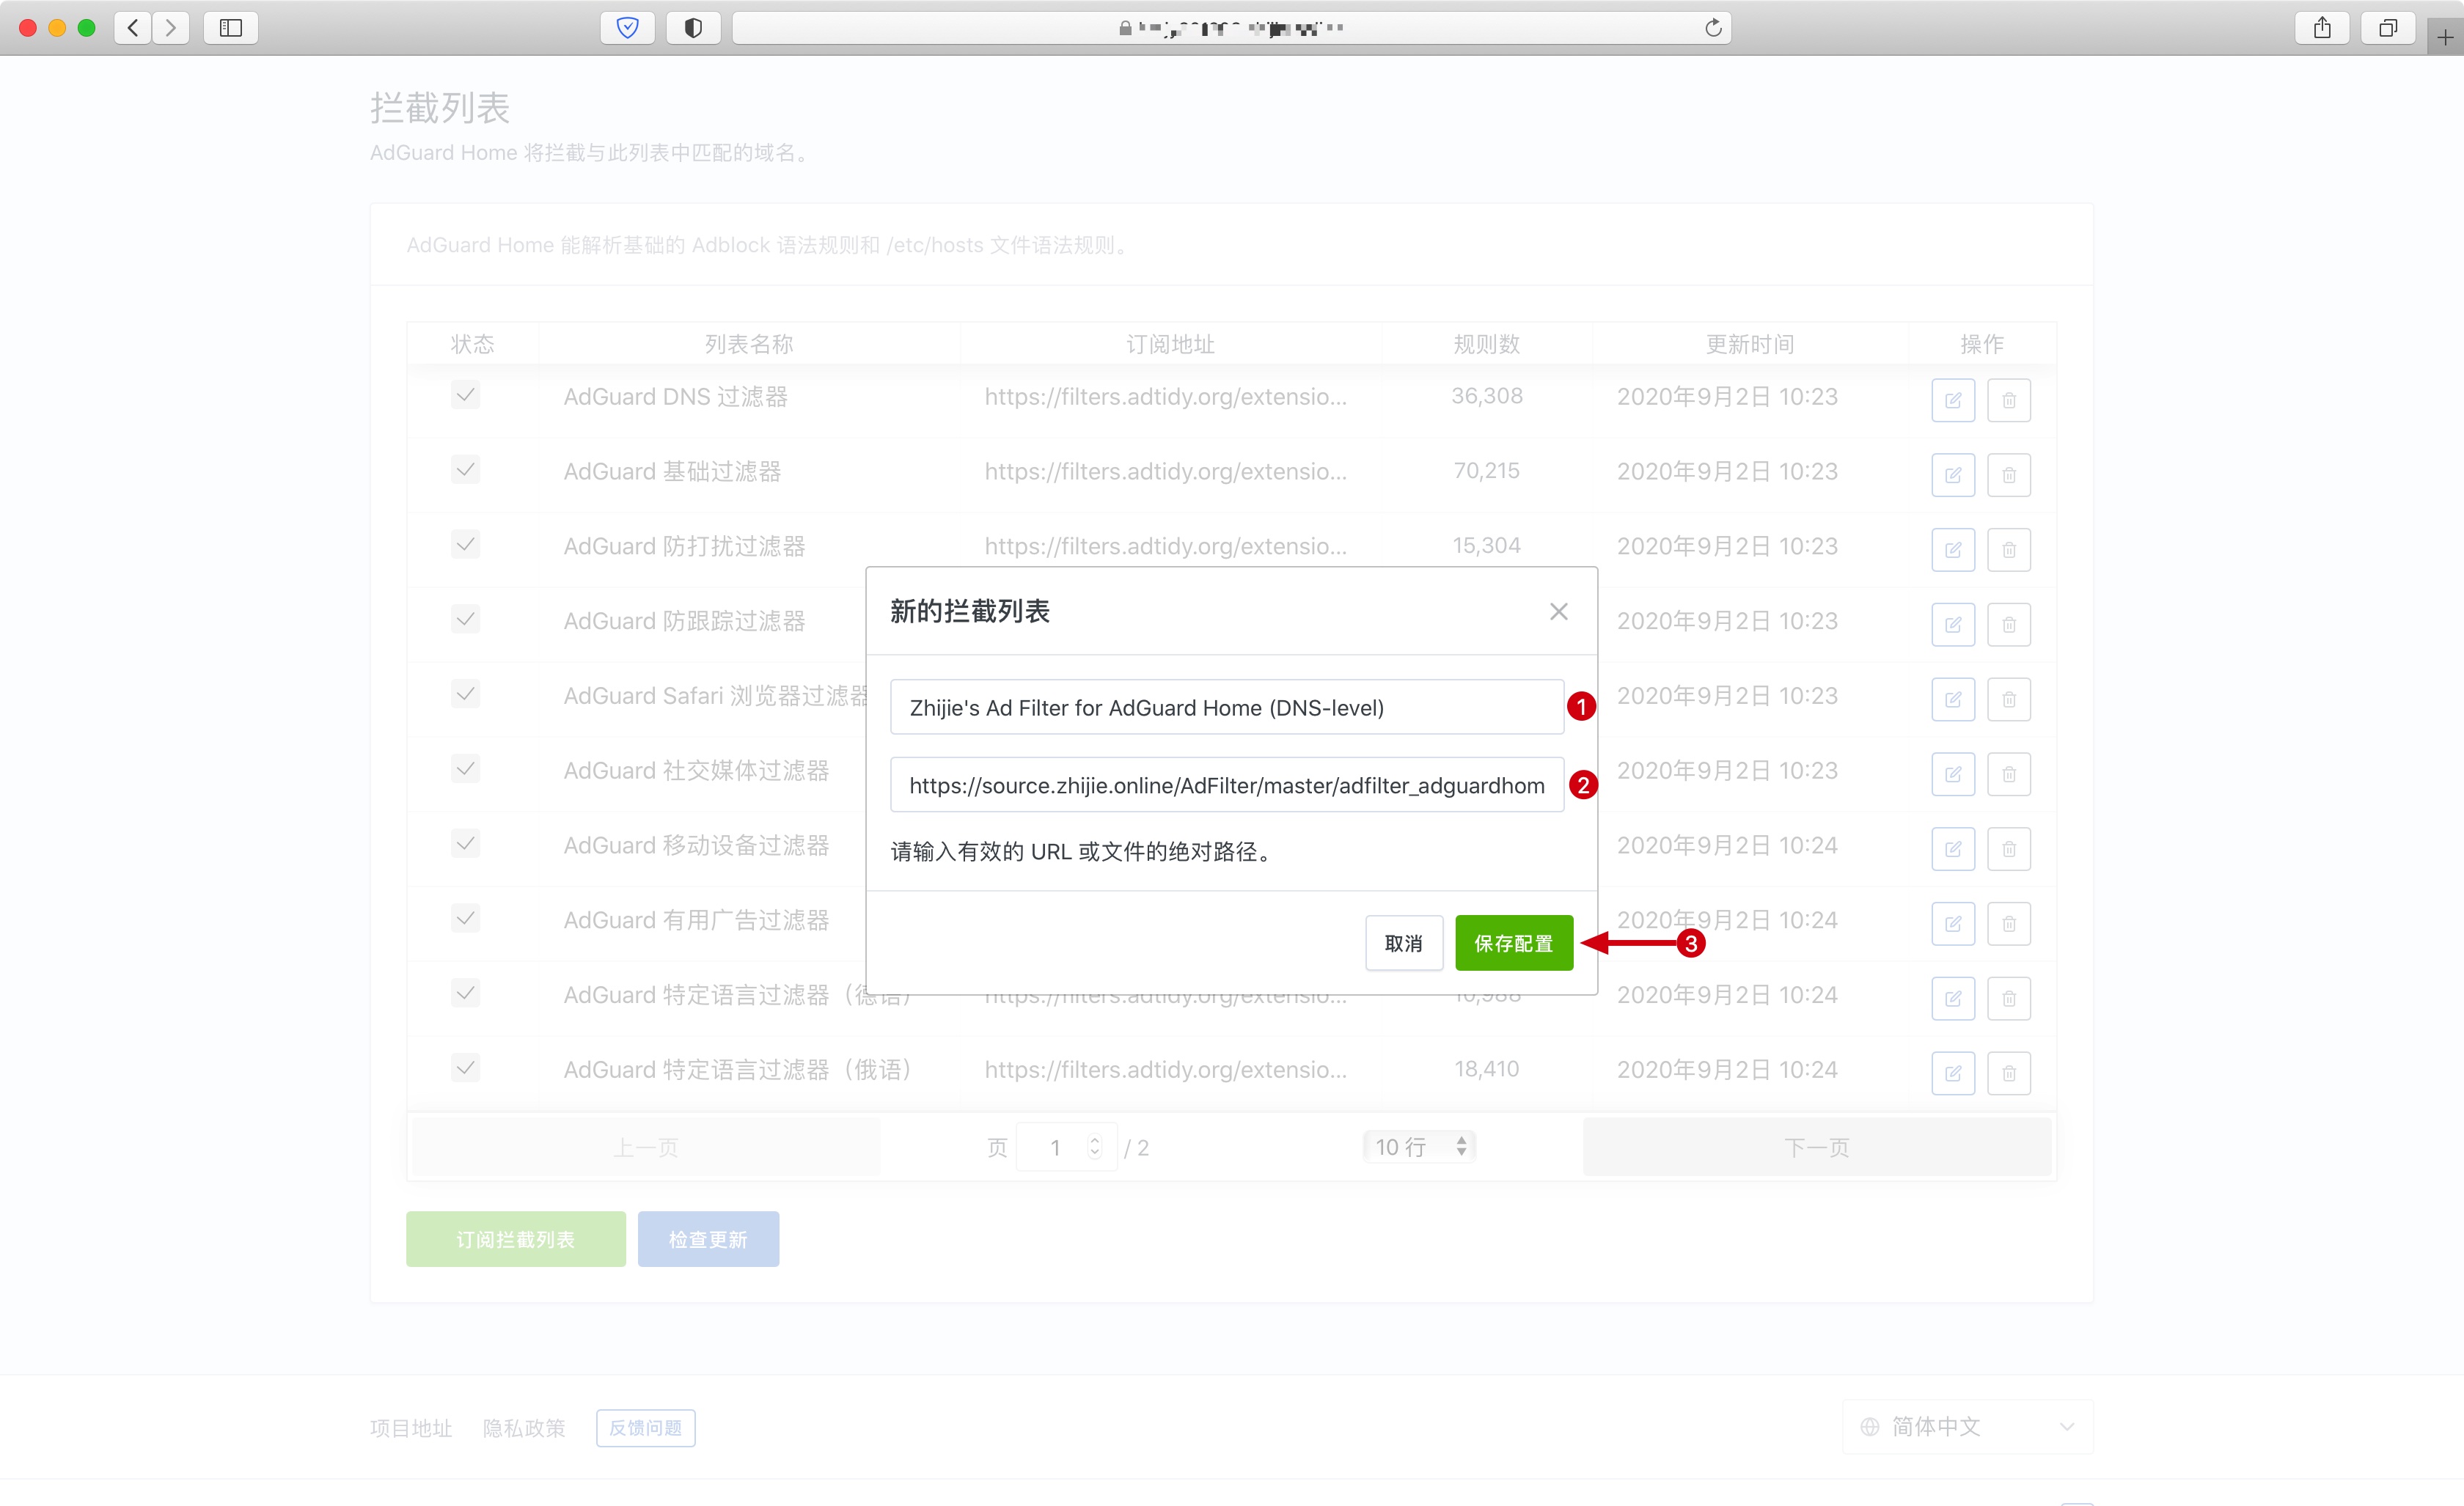 拦截列表
AdGuard Home 将拦截与此列表中匹配的域名。
AdGuard Home 能解析基础的 Adblock 语法规则和 /etc/hosts 文件语法规则。
状态 列表名称 订阅地址 规则数 更新时间 操作
AdGuard DNS 过滤器 https://filters.adtidy.org/extensio... 36,308 2020年9月2日 10:23
AdGuard 基础过滤器 https://filters.adtidy.org/extensio... 70,215 2020年9月2日 10:23
AdGuard 防打扰过滤器 https://filters.adtidy.org/extensio... 15,304 2020年9月2日 10:23
AdGuard 防跟踪过滤器 2020年9月2日 10:23
AdGuard Safari 浏览器过滤器 2020年9月2日 10:23
AdGuard 社交媒体过滤器 2020年9月2日 10:23
AdGuard 移动设备过滤器 2020年9月2日 10:24
AdGuard 有用广告过滤器 2020年9月2日 10:24
AdGuard 特定语言过滤器（德语） https://filters.adtidy.org/extensio... 2020年9月2日 10:24
AdGuard 特定语言过滤器（俄语） https://filters.adtidy.org/extensio... 18,410 2020年9月2日 10:24
新的拦截列表
Zhijie's Ad Filter for AdGuard Home (DNS-level) 1
https://source.zhijie.online/AdFilter/master/adfilter_adguardhom 2
请输入有效的 URL 或文件的绝对路径。
取消 保存配置 3
上一页 页 1 / 2 10 行 下一页
订阅拦截列表 检查更新
项目地址 隐私政策 反馈问题 简体中文